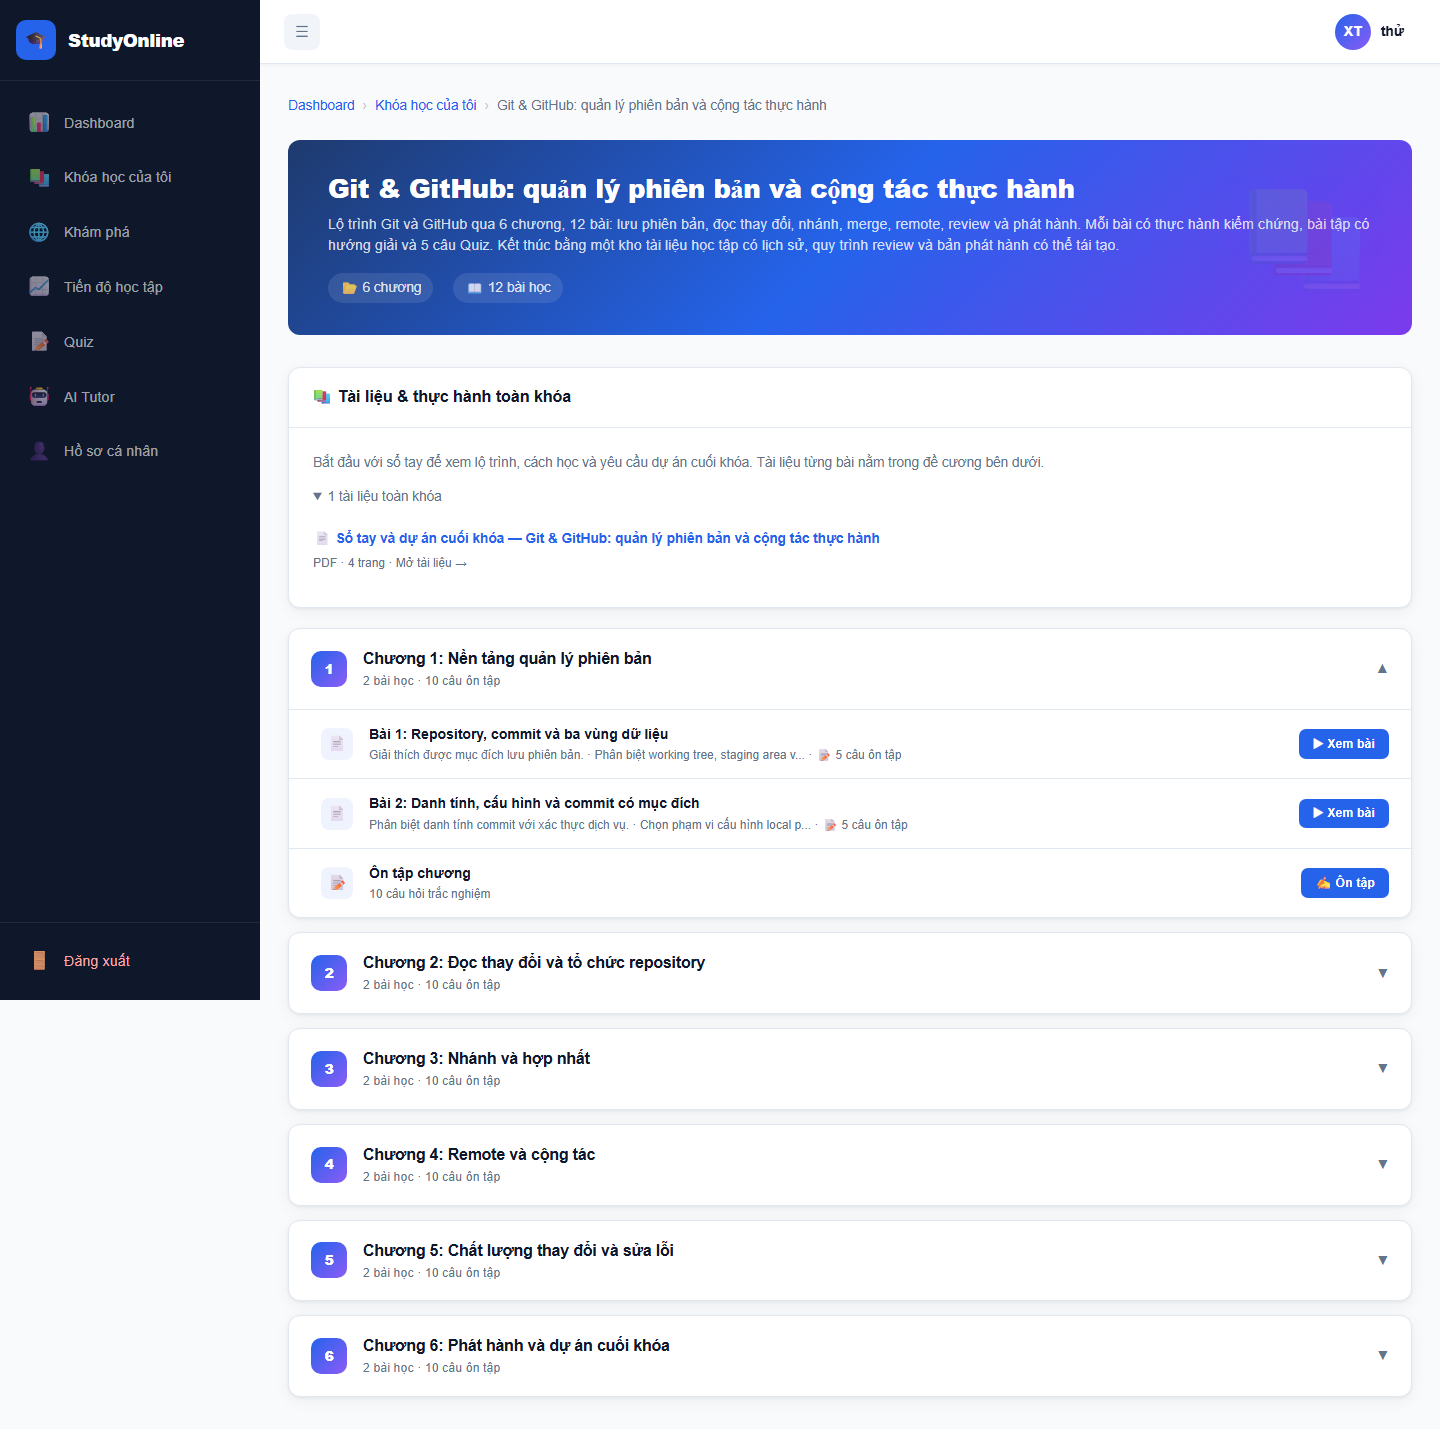 StudyOnline
XT thử
Dashboard
Khóa học của tôi
Khám phá
Tiến độ học tập
Quiz
AI Tutor
Hồ sơ cá nhân
Đăng xuất
Dashboard › Khóa học của tôi › Git & GitHub: quản lý phiên bản và cộng tác thực hành
Git & GitHub: quản lý phiên bản và cộng tác thực hành
Lộ trình Git và GitHub qua 6 chương, 12 bài: lưu phiên bản, đọc thay đổi, nhánh, merge, remote, review và phát hành. Mỗi bài có thực hành kiểm chứng, bài tập có
hướng giải và 5 câu Quiz. Kết thúc bằng một kho tài liệu học tập có lịch sử, quy trình review và bản phát hành có thể tái tạo.
6 chương
12 bài học
Tài liệu & thực hành toàn khóa
Bắt đầu với sổ tay để xem lộ trình, cách học và yêu cầu dự án cuối khóa. Tài liệu từng bài nằm trong đề cương bên dưới.
▼ 1 tài liệu toàn khóa
Sổ tay và dự án cuối khóa — Git & GitHub: quản lý phiên bản và cộng tác thực hành
PDF · 4 trang · Mở tài liệu →
1 Chương 1: Nền tảng quản lý phiên bản ▲
2 bài học · 10 câu ôn tập
Bài 1: Repository, commit và ba vùng dữ liệu
Giải thích được mục đích lưu phiên bản. · Phân biệt working tree, staging area v... · 5 câu ôn tập
▶ Xem bài
Bài 2: Danh tính, cấu hình và commit có mục đích
Phân biệt danh tính commit với xác thực dịch vụ. · Chọn phạm vi cấu hình local p... · 5 câu ôn tập
▶ Xem bài
Ôn tập chương
10 câu hỏi trắc nghiệm
Ôn tập
2 Chương 2: Đọc thay đổi và tổ chức repository ▼
2 bài học · 10 câu ôn tập
3 Chương 3: Nhánh và hợp nhất ▼
2 bài học · 10 câu ôn tập
4 Chương 4: Remote và cộng tác ▼
2 bài học · 10 câu ôn tập
5 Chương 5: Chất lượng thay đổi và sửa lỗi ▼
2 bài học · 10 câu ôn tập
6 Chương 6: Phát hành và dự án cuối khóa ▼
2 bài học · 10 câu ôn tập